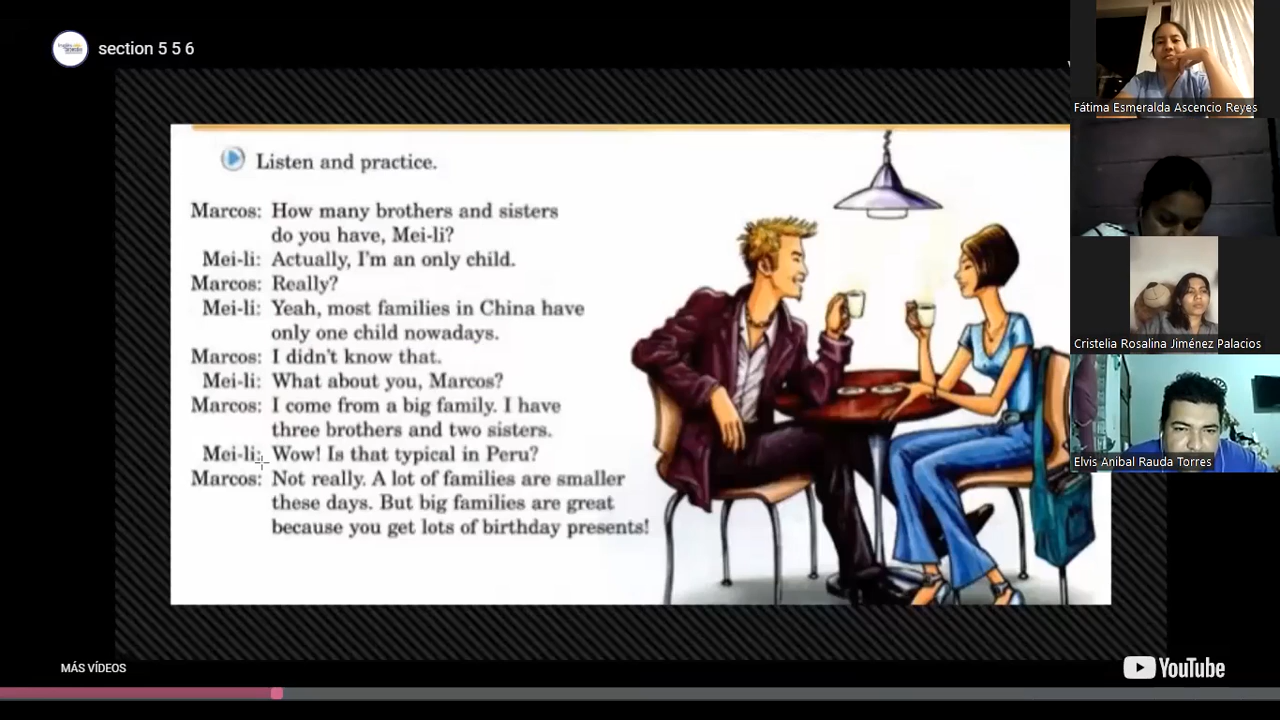 section 5 5 6
Listen and practice.
Marcos: How many brothers and sisters
do you have, Mei-li?
Mei-li: Actually, I'm an only child.
Marcos: Really?
Mei-li: Yeah, most families in China have
only one child nowadays.
Marcos: I didn't know that.
Mei-li: What about you, Marcos?
Marcos: I come from a big family. I have
three brothers and two sisters.
Mei-li: Wow! Is that typical in Peru?
Marcos: Not really. A lot of families are smaller
these days. But big families are great
because you get lots of birthday presents!
MÁS VÍDEOS
YouTube
Fátima Esmeralda Ascencio Reyes
Cristelia Rosalina Jiménez Palacios
Elvis Anibal Rauda Torres